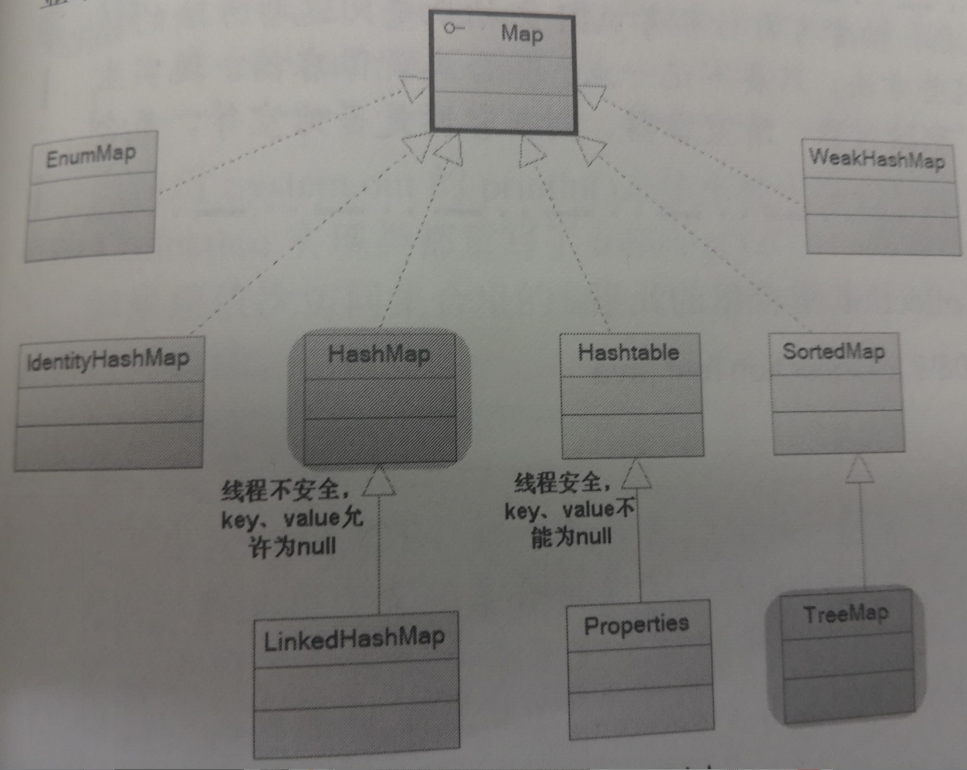 Map
EnumMap
WeakHashMap
IdentityHashMap
HashMap
Hashtable
SortedMap
线程不安全，
key、value允
许为null
线程安全，
key、value不
能为null
LinkedHashMap
Properties
TreeMap